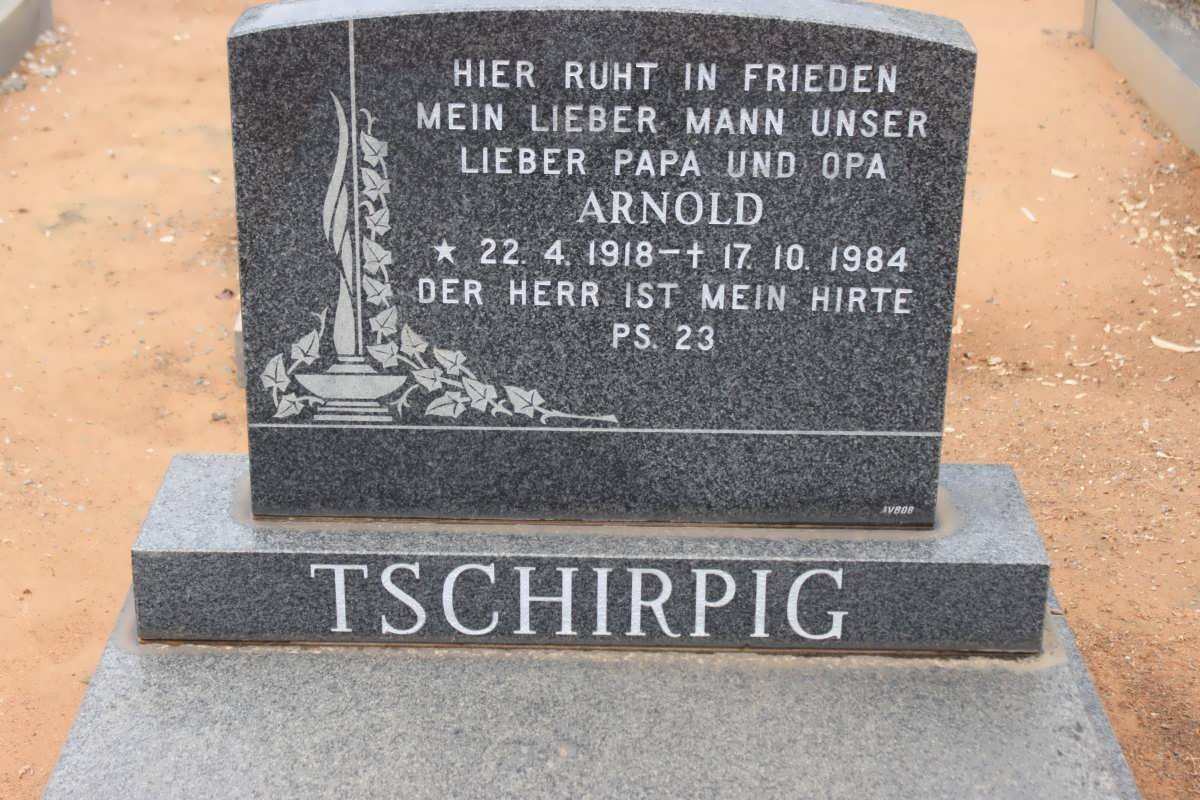 HIER RUHT IN FRIEDEN
MEIN LIEBER MANN UNSER
LIEBER PAPA UND OPA
ARNOLD
★ 22. 4. 1918–✝ 17. 10. 1984
DER HERR IST MEIN HIRTE
PS. 23
TSCHIRPIG